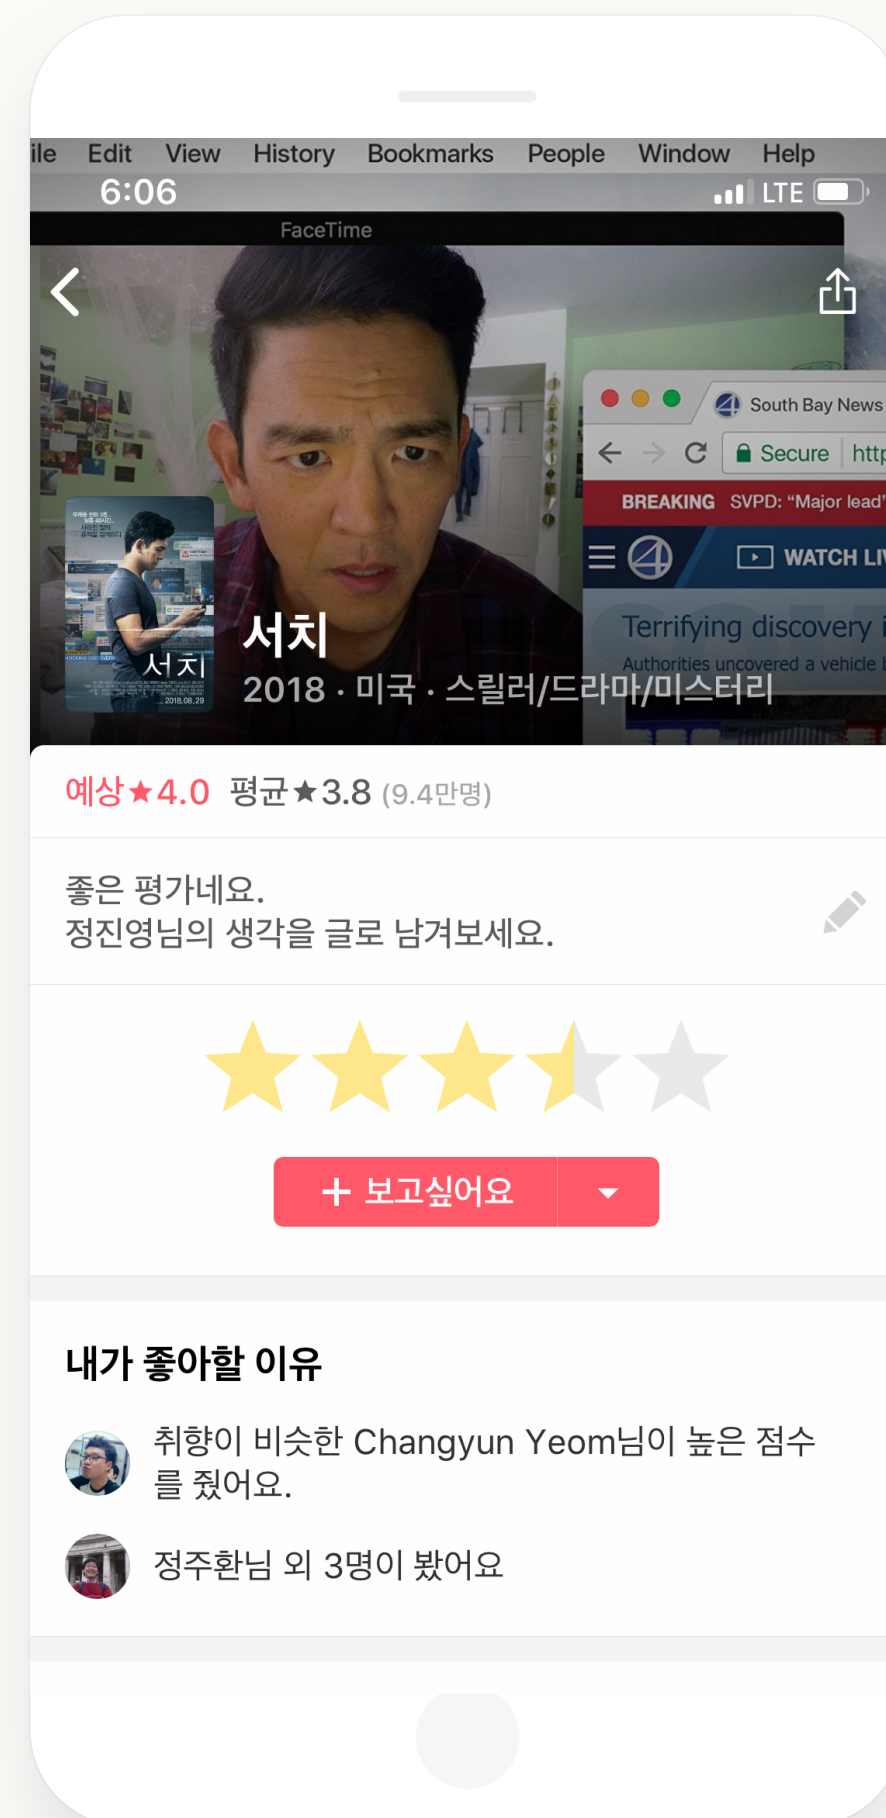 ile Edit View History Bookmarks People Window Help
6:06 LTE
FaceTime
South Bay News
Secure http
BREAKING SVPD: “Major lead”
WATCH LIV
Terrifying discovery i
Authorities uncovered a vehicle b
서치
2018.08.29
서치
2018 · 미국 · 스릴러/드라마/미스터리
예상★4.0 평균★3.8 (9.4만명)
좋은 평가네요.
정진영님의 생각을 글로 남겨보세요.
+ 보고싶어요
내가 좋아할 이유
취향이 비슷한 Changyun Yeom님이 높은 점수
를 줬어요.
정주환님 외 3명이 봤어요